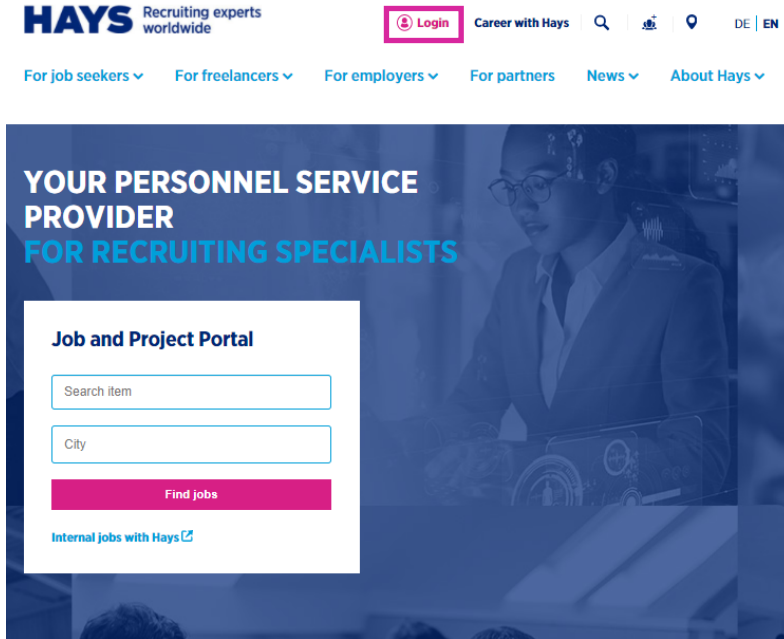 HAYS Recruiting experts
worldwide
Login Career with Hays DE | EN
For job seekers For freelancers For employers For partners News About Hays
YOUR PERSONNEL SERVICE
PROVIDER
FOR RECRUITING SPECIALISTS
Job and Project Portal
Search item
City
Find jobs
Internal jobs with Hays